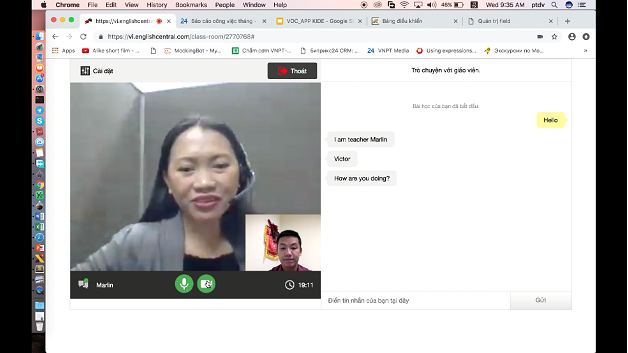 Chrome File Edit View History Bookmarks People Window Help
46% Wed 9:35 AM ptdv
https://vi.englishcentral.com
Báo cáo công việc tháng
VOC_APP KIDE - Google S
Bảng điều khiển
Quản trị field
https://vi.englishcentral.com/class-room/2770768#
Apps Alike short film - MockingBot - My Chăm cơm VNPT- Битрикс24 CRM: VNPT Media Using expressions... Экскурсии по Мо
Cài đặt
Thoát
Trò chuyện với giáo viên.
Bài học của bạn đã bắt đầu.
Hello
I am teacher Marlin
Victor
How are you doing?
Marlin
19:11
Điền tin nhắn của bạn tại đây
Gửi